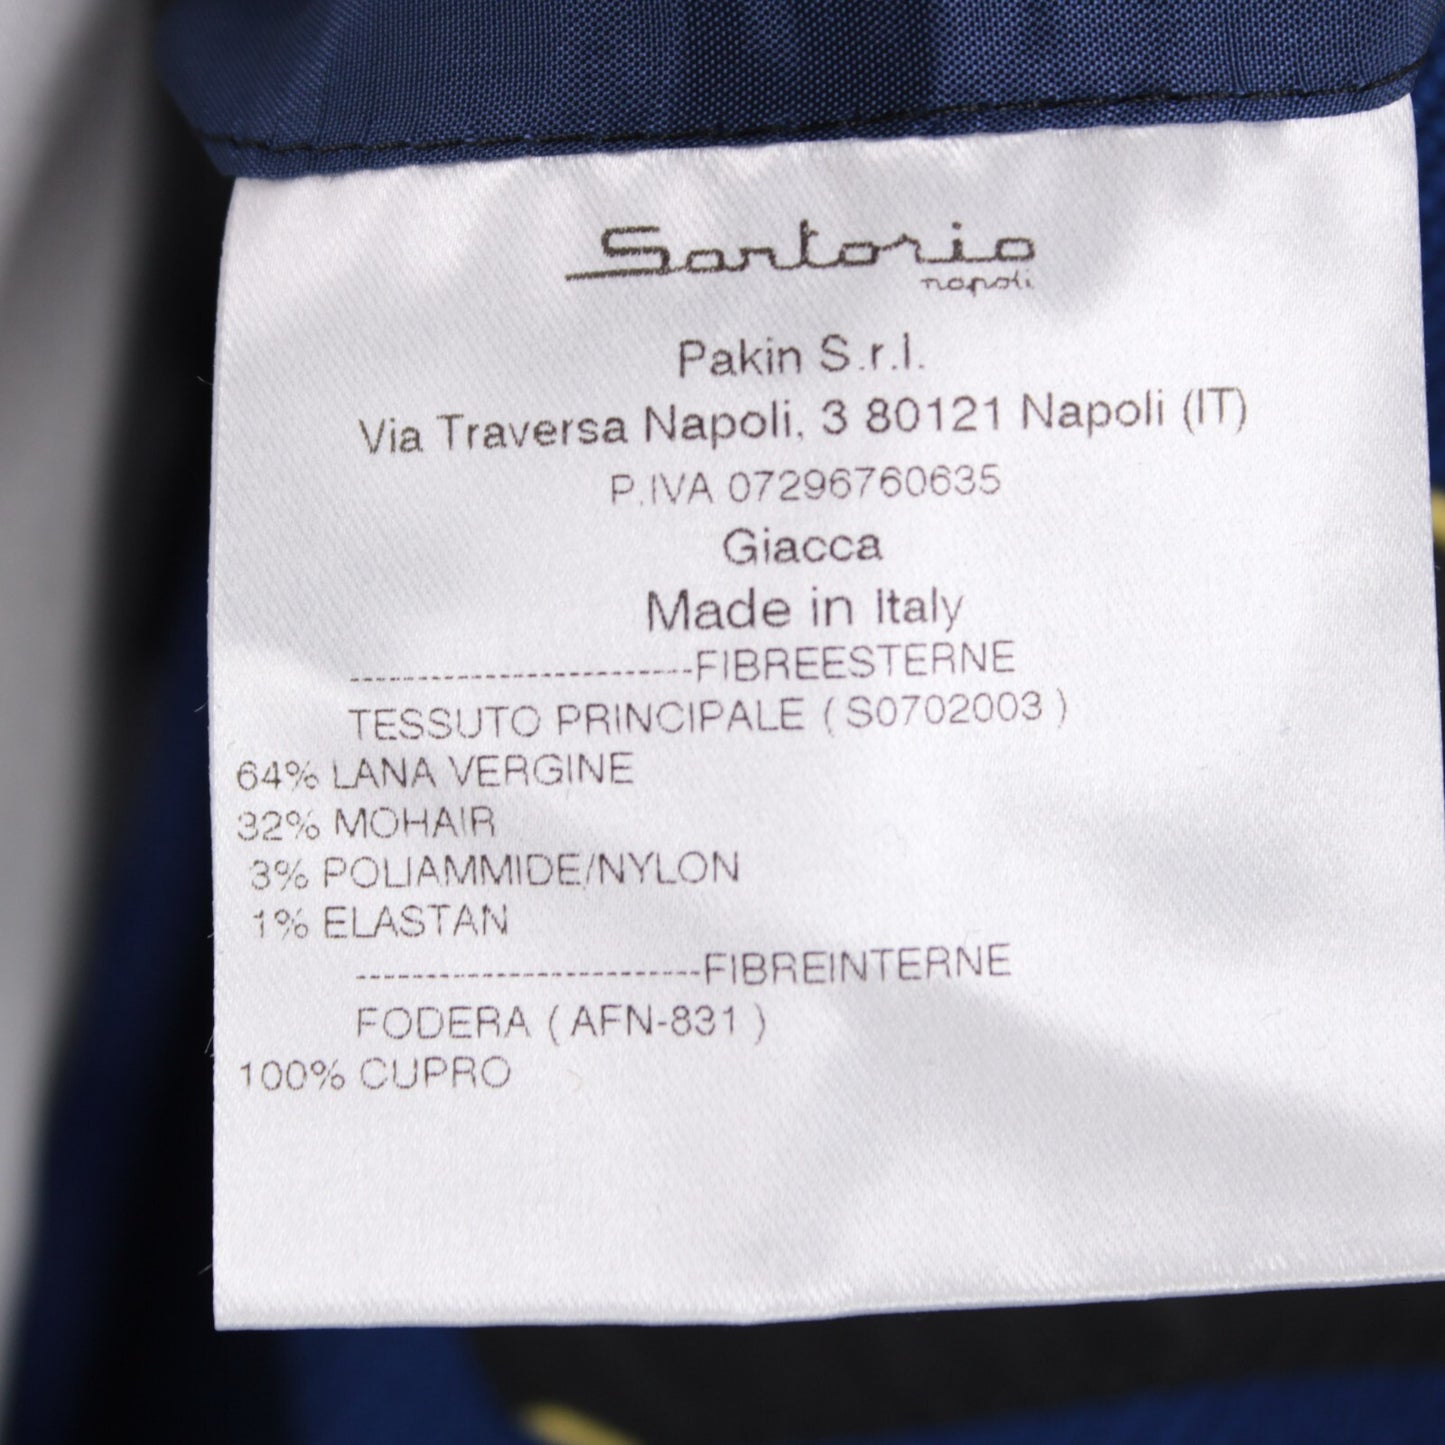 Sartorio
napoli
Pakin S.r.l.
Via Traversa Napoli, 3 80121 Napoli (IT)
P.IVA 07296760635
Giacca
Made in Italy
-------------------------FIBREESTERNE
TESSUTO PRINCIPALE ( S0702003 )
64% LANA VERGINE
32% MOHAIR
3% POLIAMMIDE/NYLON
1% ELASTAN
-------------------------FIBREINTERNE
FODERA ( AFN-831 )
100% CUPRO